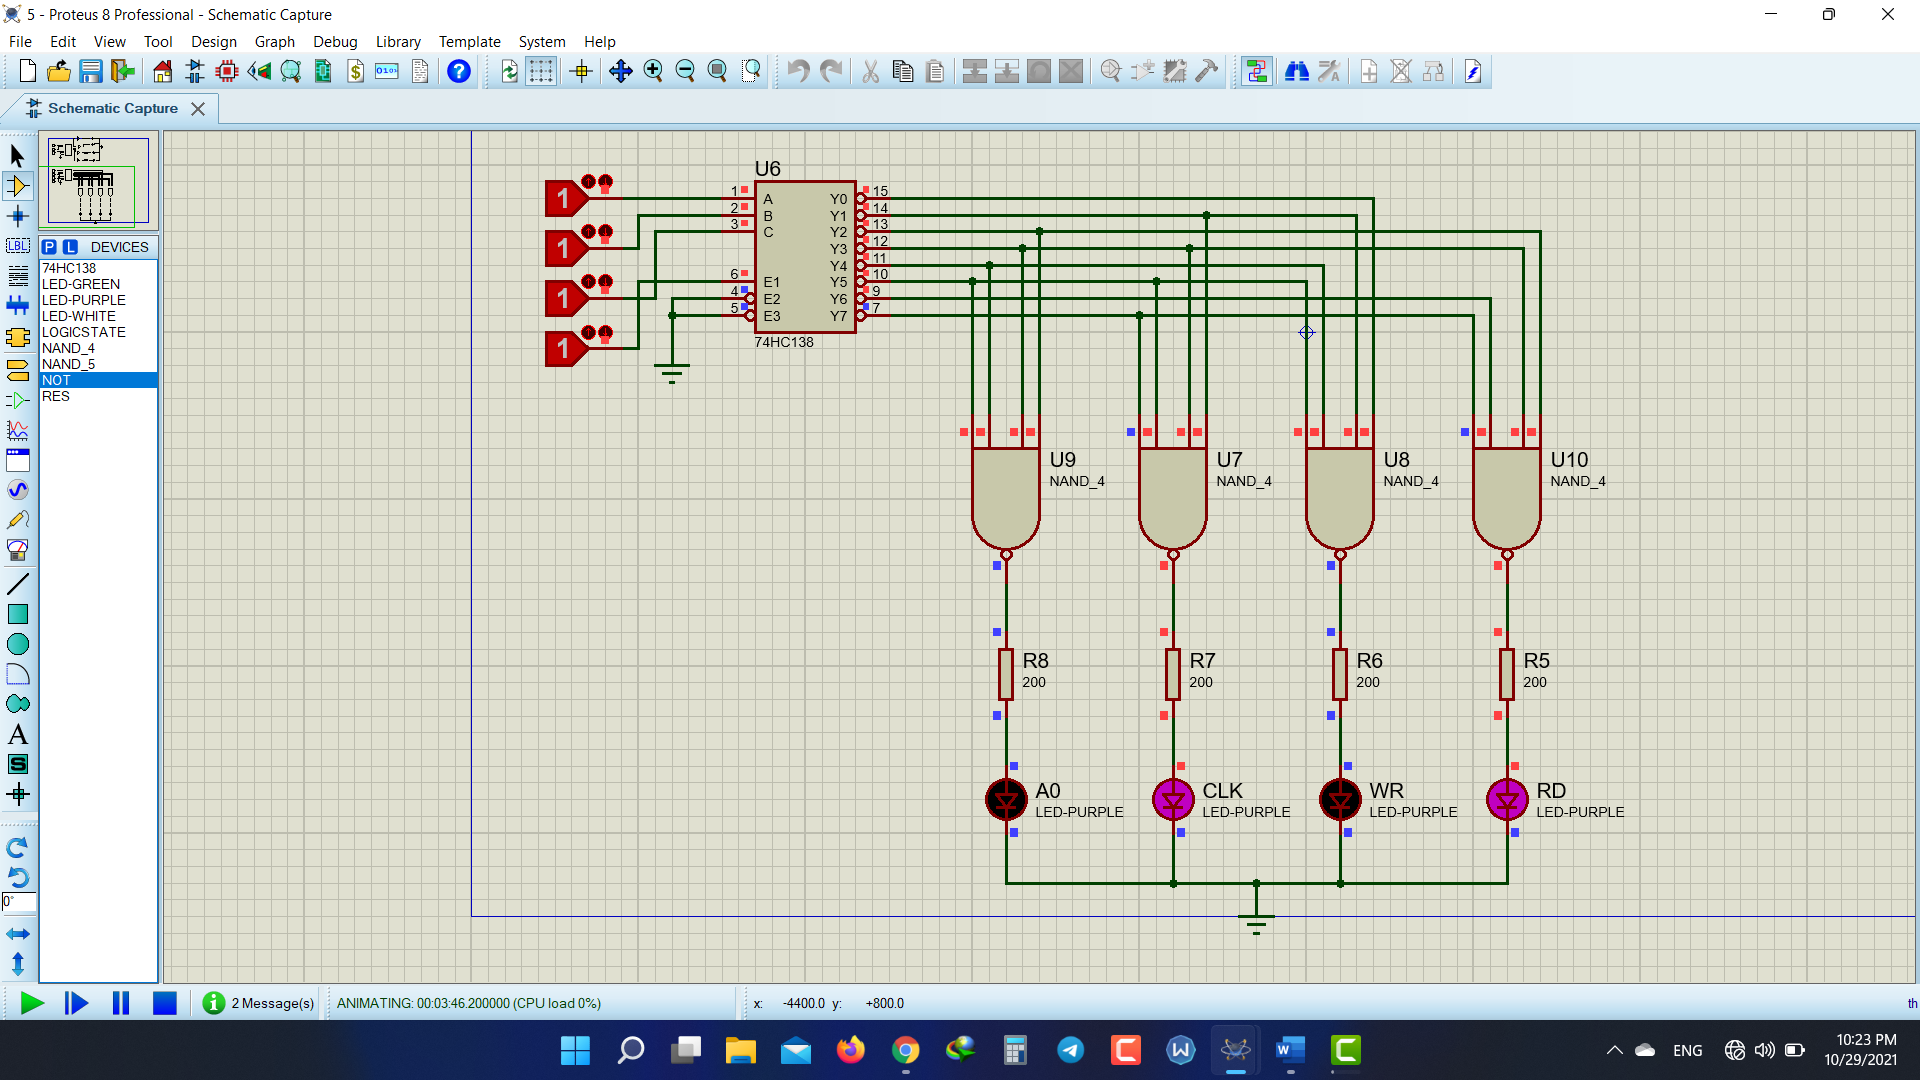 5 - Proteus 8 Professional - Schematic Capture
File Edit View Tool Design Graph Debug Library Template System Help
Schematic Capture
P L DEVICES
74HC138
LED-GREEN
LED-PURPLE
LED-WHITE
LOGICSTATE
NAND_4
NAND_5
NOT
RES
LBL
A
S
0°
U6
1
1
1
1
1 A Y0 15
2 B Y1 14
3 C Y2 13
Y3 12
Y4 11
6 E1 Y5 10
4 E2 Y6 9
5 E3 Y7 7
74HC138
U9
NAND_4
U7
NAND_4
U8
NAND_4
U10
NAND_4
R8
200
R7
200
R6
200
R5
200
A0
LED-PURPLE
CLK
LED-PURPLE
WR
LED-PURPLE
RD
LED-PURPLE
2 Message(s) ANIMATING: 00:03:46.200000 (CPU load 0%) x: -4400.0 y: +800.0 th
ENG
10:23 PM
10/29/2021